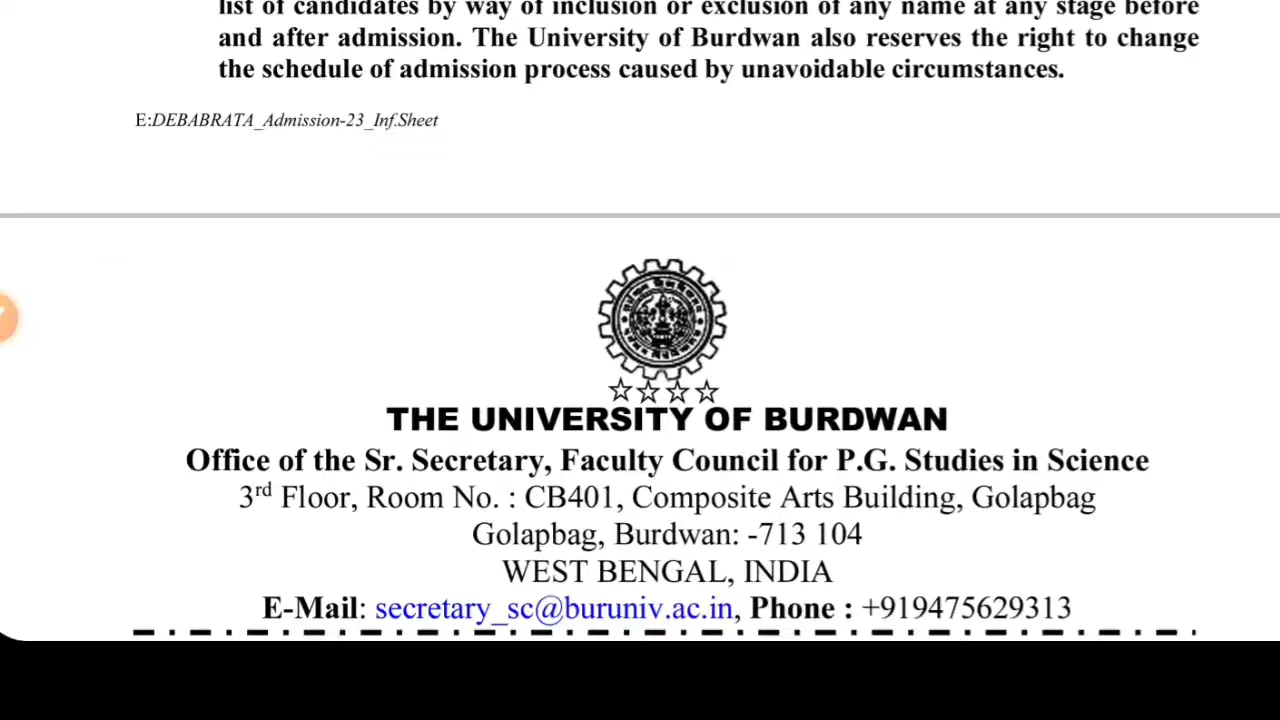 list of candidates by way of inclusion or exclusion of any name at any stage before
and after admission. The University of Burdwan also reserves the right to change
the schedule of admission process caused by unavoidable circumstances.
E:DEBABRATA_Admission-23_Inf.Sheet
THE UNIVERSITY OF BURDWAN
Office of the Sr. Secretary, Faculty Council for P.G. Studies in Science
3rd Floor, Room No. : CB401, Composite Arts Building, Golapbag
Golapbag, Burdwan: -713 104
WEST BENGAL, INDIA
E-Mail: secretary_sc@buruniv.ac.in, Phone : +919475629313